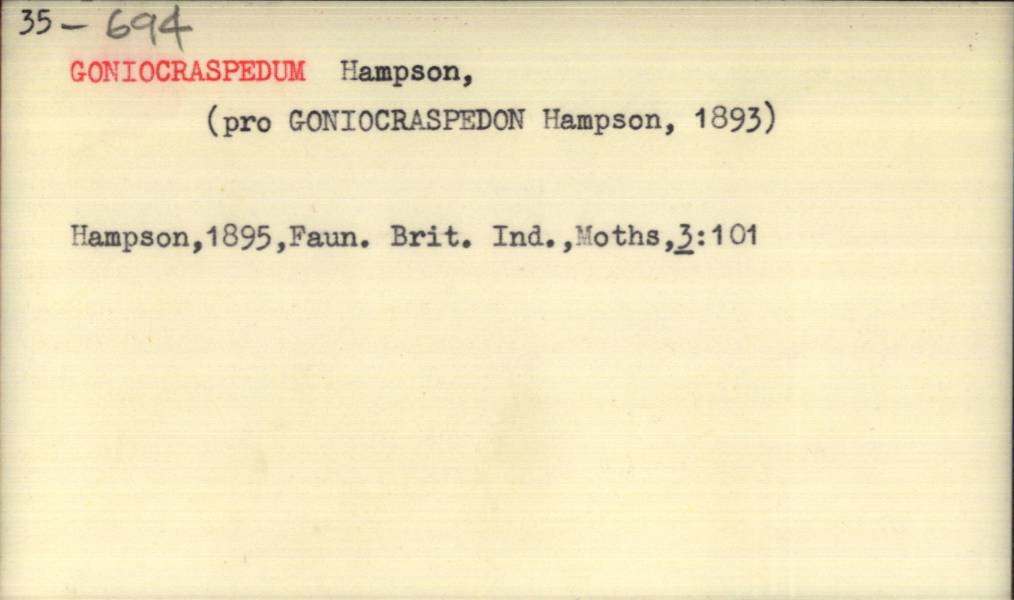 35 - 694
GONIOCRASPEDUM Hampson,
(pro GONIOCRASPEDON Hampson, 1893)
Hampson,1895,Faun. Brit. Ind.,Moths,3:101